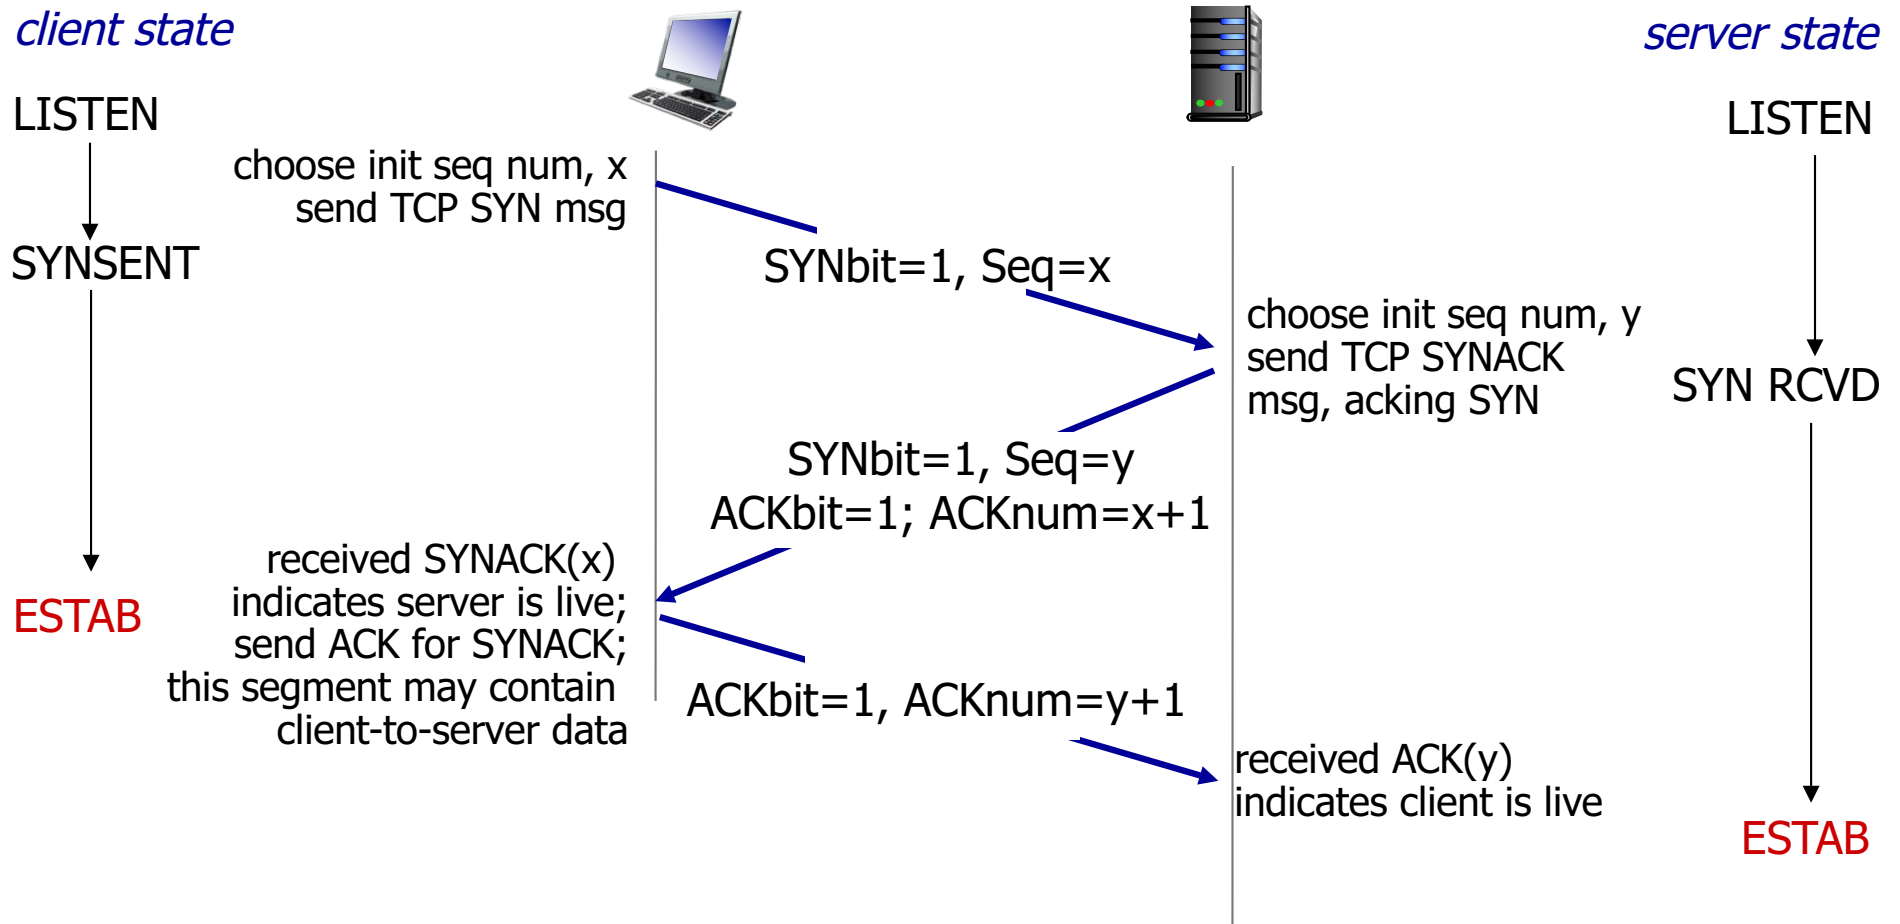 client state
server state
LISTEN
LISTEN
choose init seq num, x
send TCP SYN msg
SYNSENT
SYNbit=1, Seq=x
choose init seq num, y
send TCP SYNACK
msg, acking SYN
SYN RCVD
SYNbit=1, Seq=y
ACKbit=1; ACKnum=x+1
received SYNACK(x)
indicates server is live;
send ACK for SYNACK;
this segment may contain
client-to-server data
ESTAB
ACKbit=1, ACKnum=y+1
received ACK(y)
indicates client is live
ESTAB